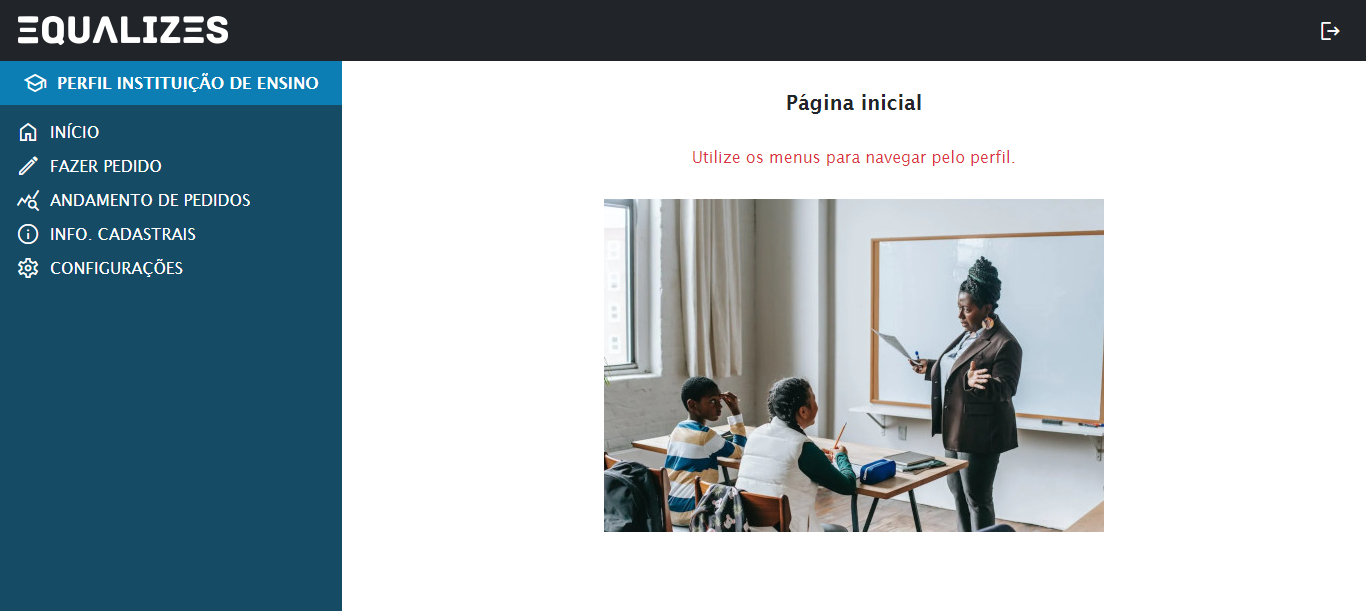 EQUALIZES
PERFIL INSTITUIÇÃO DE ENSINO
INÍCIO
FAZER PEDIDO
ANDAMENTO DE PEDIDOS
INFO. CADASTRAIS
CONFIGURAÇÕES
Página inicial
Utilize os menus para navegar pelo perfil.